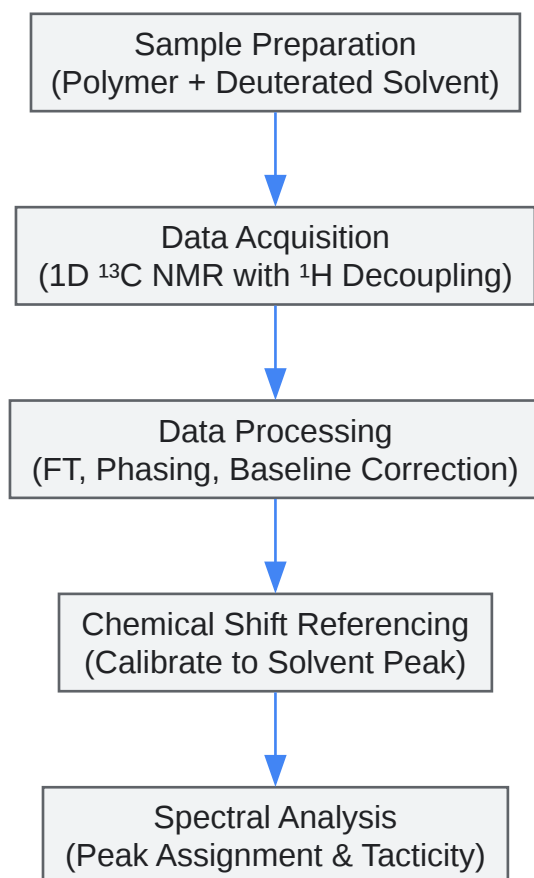 Sample Preparation
(Polymer + Deuterated Solvent)
Data Acquisition
(1D ¹³C NMR with ¹H Decoupling)
Data Processing
(FT, Phasing, Baseline Correction)
Chemical Shift Referencing
(Calibrate to Solvent Peak)
Spectral Analysis
(Peak Assignment & Tacticity)